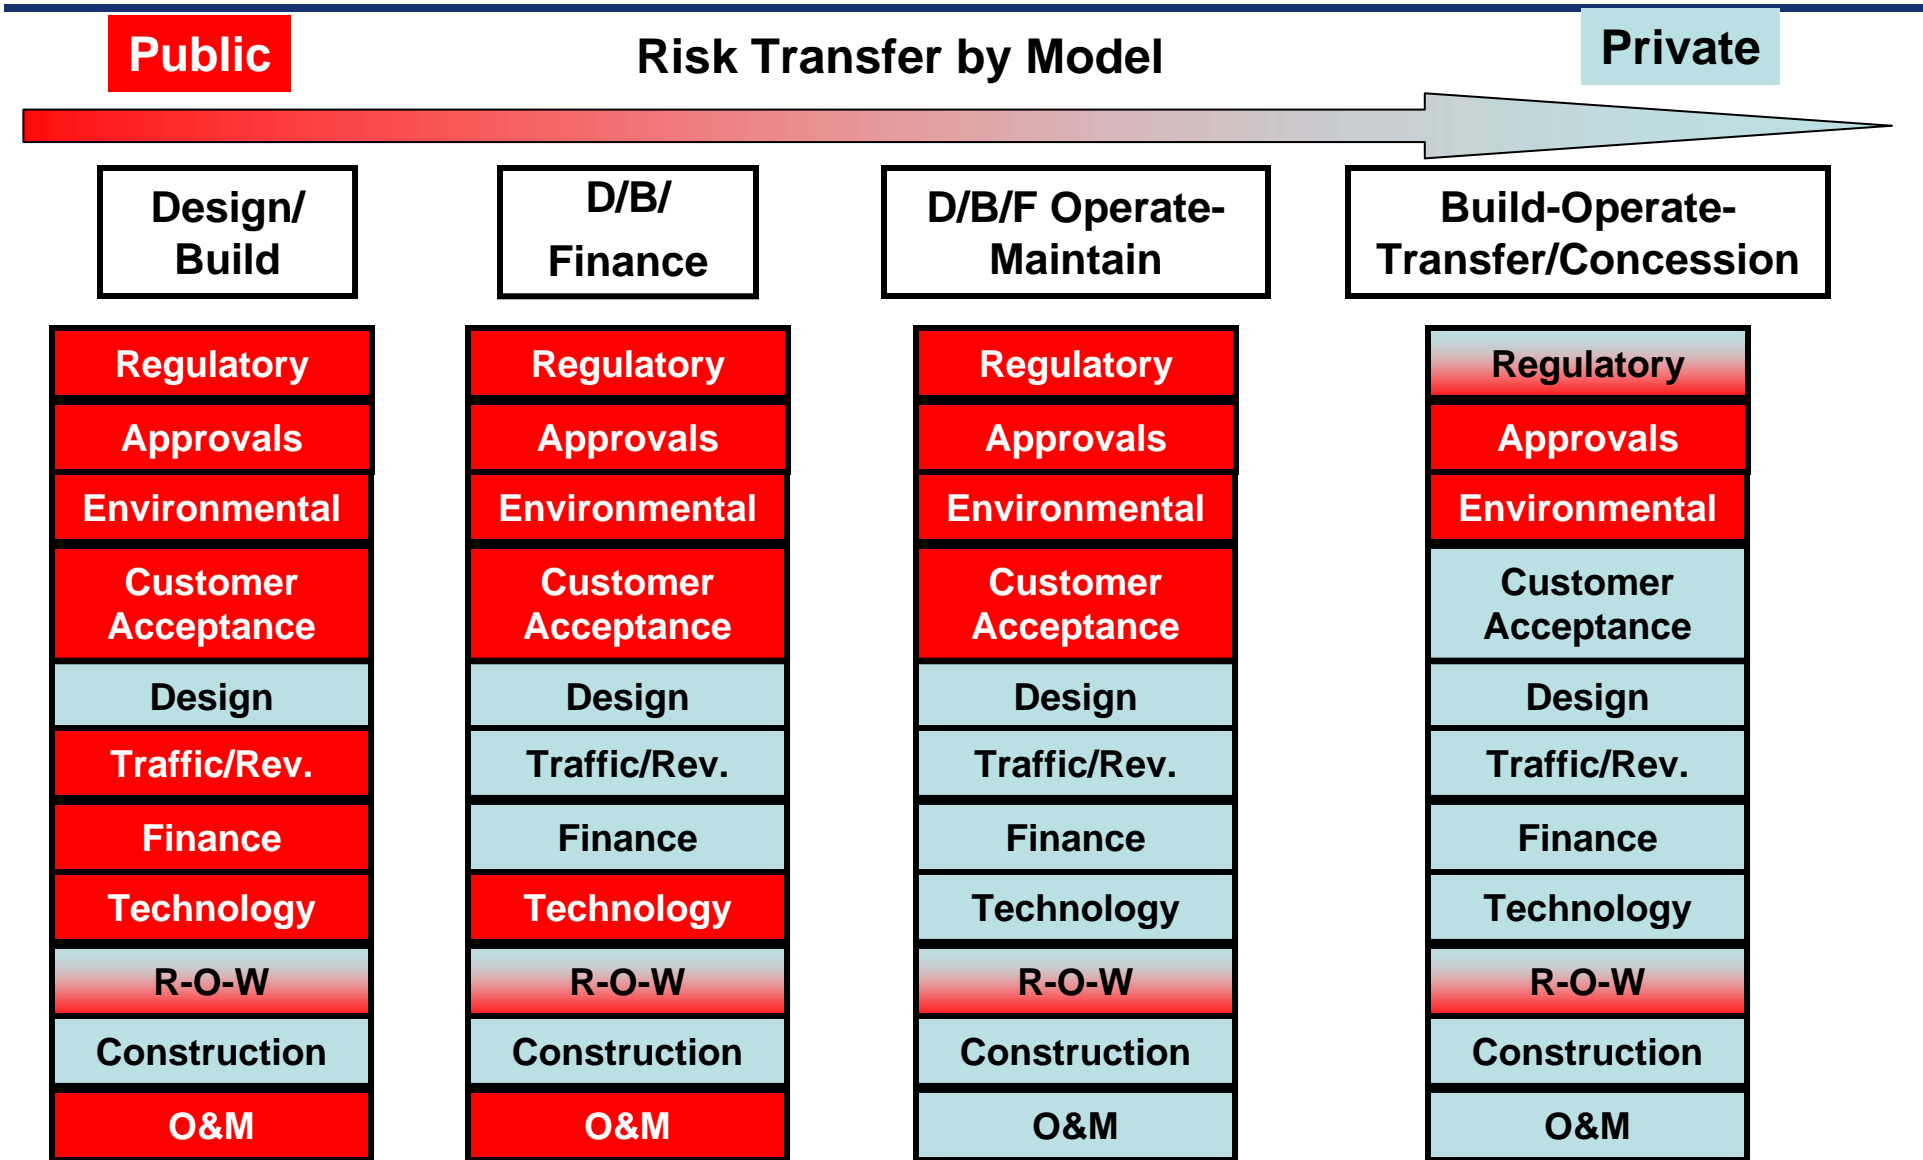 Public
Risk Transfer by Model
Private
Design/
Build
D/B/
Finance
D/B/F Operate-
Maintain
Build-Operate-
Transfer/Concession
Regulatory
Approvals
Environmental
Customer
Acceptance
Design
Traffic/Rev.
Finance
Technology
R-O-W
Construction
O&M
Regulatory
Approvals
Environmental
Customer
Acceptance
Design
Traffic/Rev.
Finance
Technology
R-O-W
Construction
O&M
Regulatory
Approvals
Environmental
Customer
Acceptance
Design
Traffic/Rev.
Finance
Technology
R-O-W
Construction
O&M
Regulatory
Approvals
Environmental
Customer
Acceptance
Design
Traffic/Rev.
Finance
Technology
R-O-W
Construction
O&M